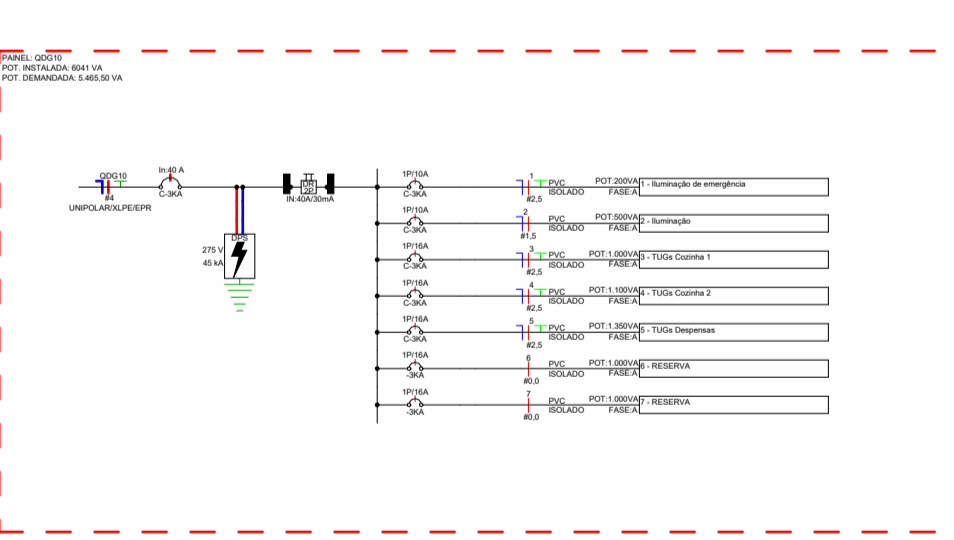 PAINEL: QDG10
POT. INSTALADA: 6041 VA
POT. DEMANDADA: 5.465,50 VA
QDG10
#4
UNIPOLAR/XLPE/EPR
In:40 A
C-3KA
DPS
275 V
45 kA
DR
2P
IN:40A/30mA
1P/10A
C-3KA
1
#2,5
PVC
ISOLADO
POT:200VA
FASE:A
1 - Iluminação de emergência
1P/10A
C-3KA
2
#1,5
PVC
ISOLADO
POT:500VA
FASE:A
2 - Iluminação
1P/16A
C-3KA
3
#2,5
PVC
ISOLADO
POT:1.000VA
FASE:A
3 - TUGs Cozinha 1
1P/16A
C-3KA
4
#2,5
PVC
ISOLADO
POT:1.100VA
FASE:A
4 - TUGs Cozinha 2
1P/16A
C-3KA
5
#2,5
PVC
ISOLADO
POT:1.350VA
FASE:A
5 - TUGs Despensas
1P/16A
-3KA
6
#0,0
PVC
ISOLADO
POT:1.000VA
FASE:A
6 - RESERVA
1P/16A
-3KA
7
#0,0
PVC
ISOLADO
POT:1.000VA
FASE:A
7 - RESERVA